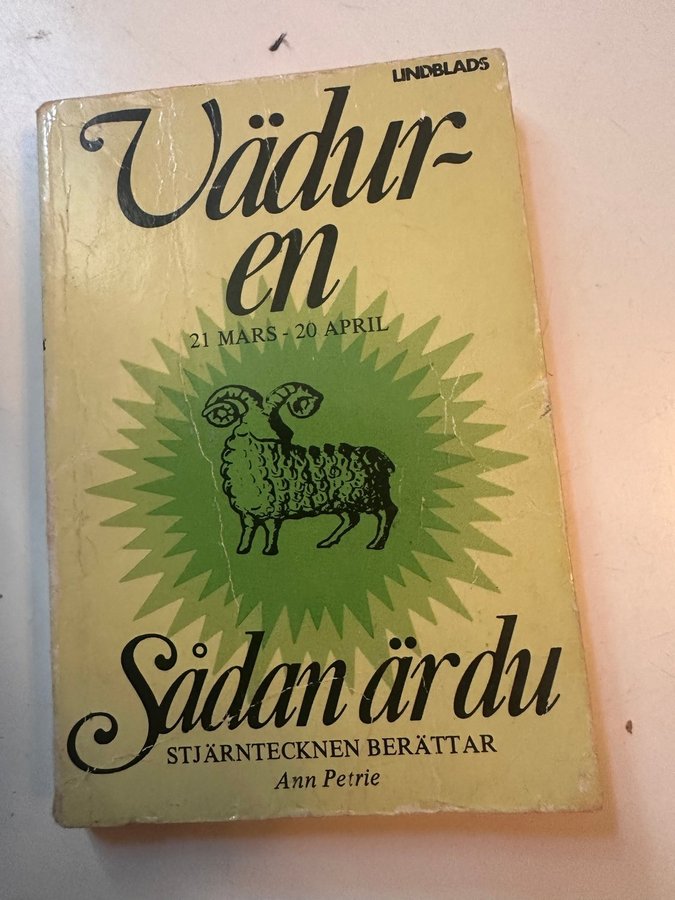 LINDBLADS
Vädur-
en
21 MARS - 20 APRIL
Sådan är du
STJÄRNTECKNEN BERÄTTAR
Ann Petrie